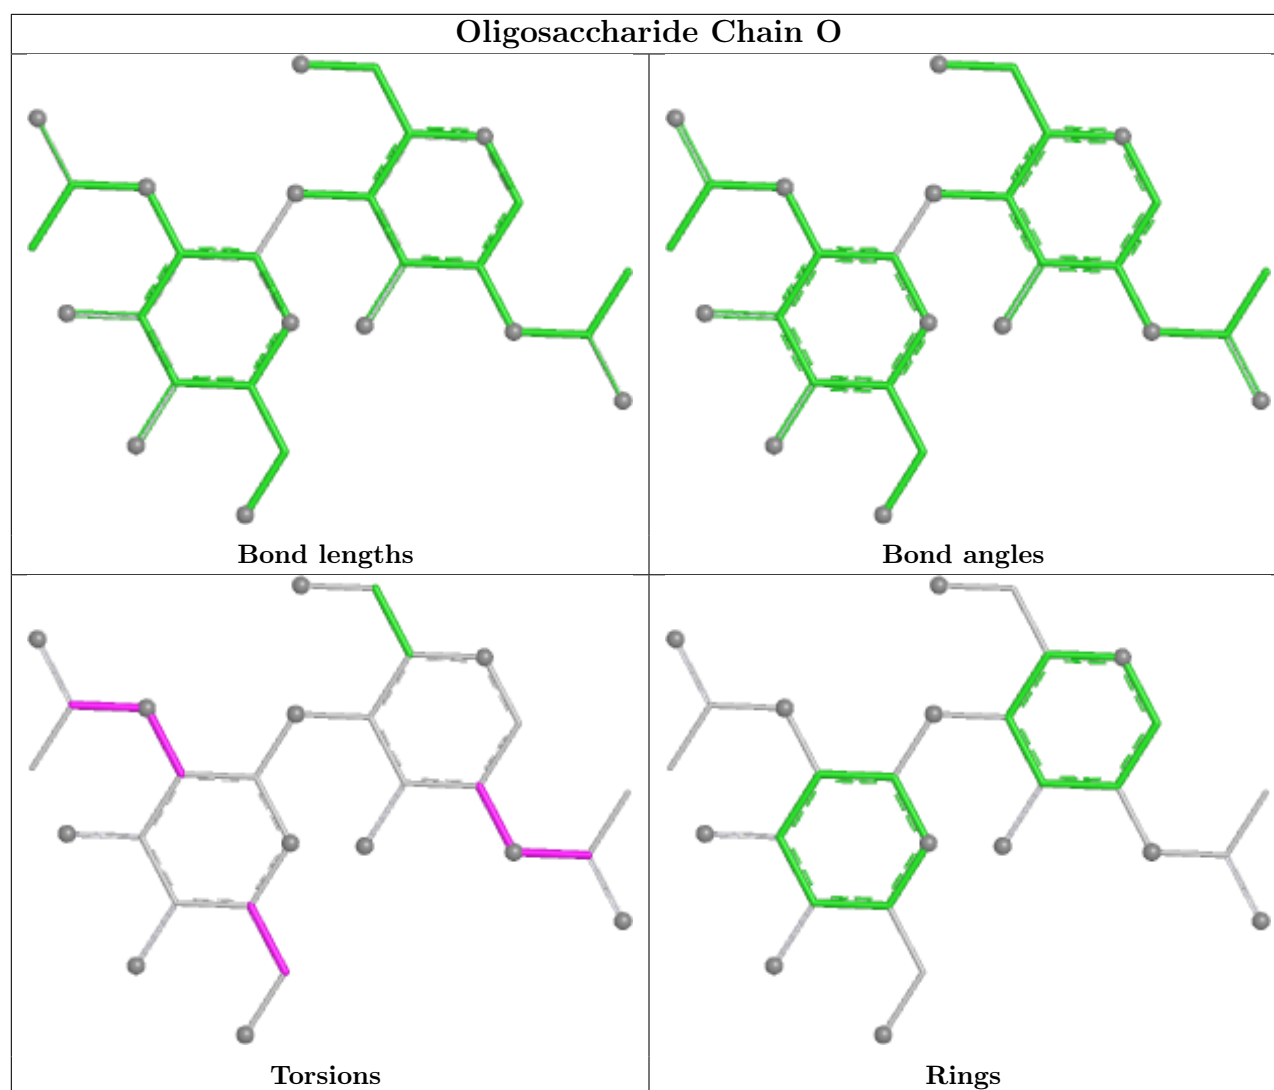 Oligosaccharide Chain O
Bond lengths
Bond angles
Torsions
Rings